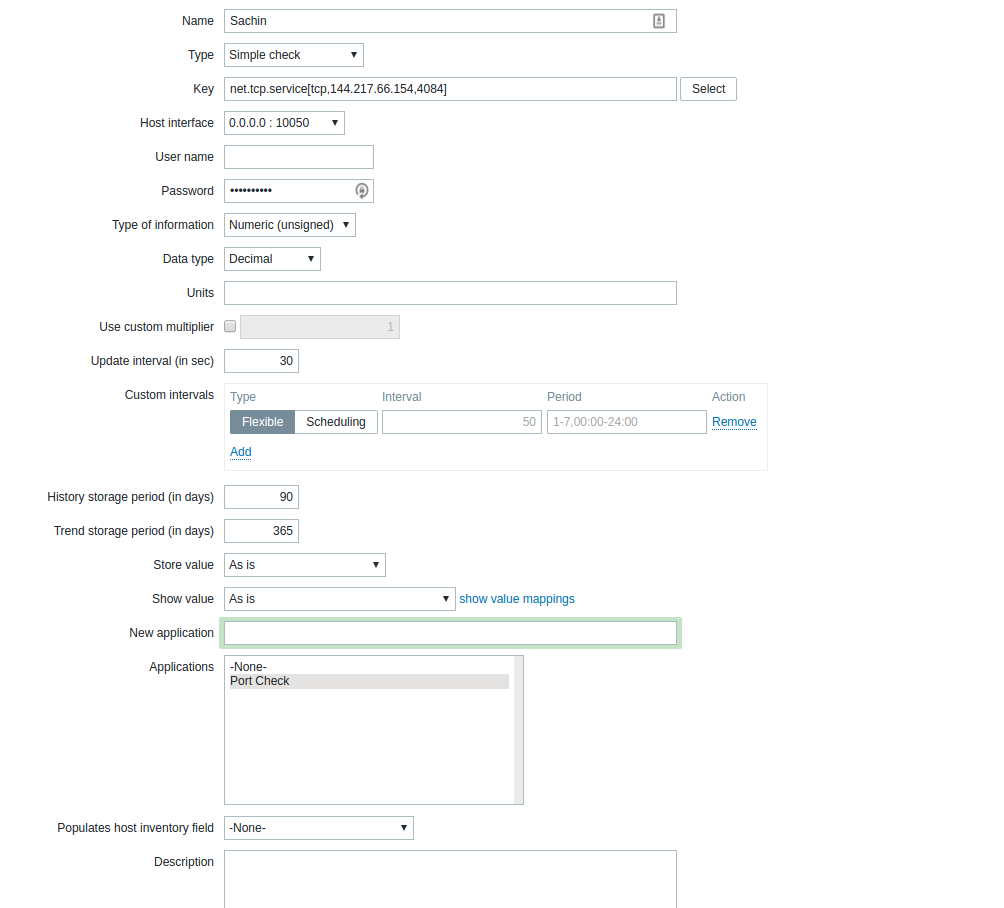 Name Sachin
Type Simple check
Key net.tcp.service[tcp,144.217.66.154,4084] Select
Host interface 0.0.0.0 : 10050
User name
Password ••••••••••
Type of information Numeric (unsigned)
Data type Decimal
Units
Use custom multiplier 1
Update interval (in sec) 30
Custom intervals Type Interval Period Action
Flexible Scheduling 50 1-7,00:00-24:00 Remove
Add
History storage period (in days) 90
Trend storage period (in days) 365
Store value As is
Show value As is show value mappings
New application
Applications -None-
Port Check
Populates host inventory field -None-
Description